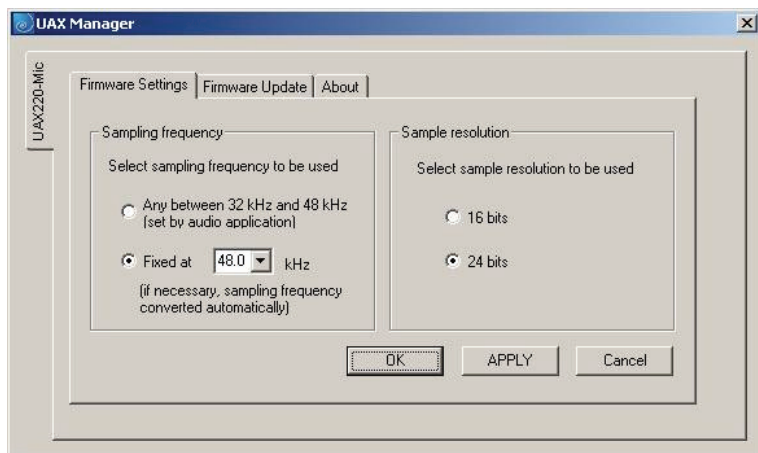 UAX Manager
UAX220-Mic
Firmware Settings
Firmware Update
About
Sampling frequency
Select sampling frequency to be used
Any between 32 kHz and 48 kHz
(set by audio application)
Fixed at 48.0 kHz
(if necessary, sampling frequency
converted automatically)
Sample resolution
Select sample resolution to be used
16 bits
24 bits
OK
APPLY
Cancel